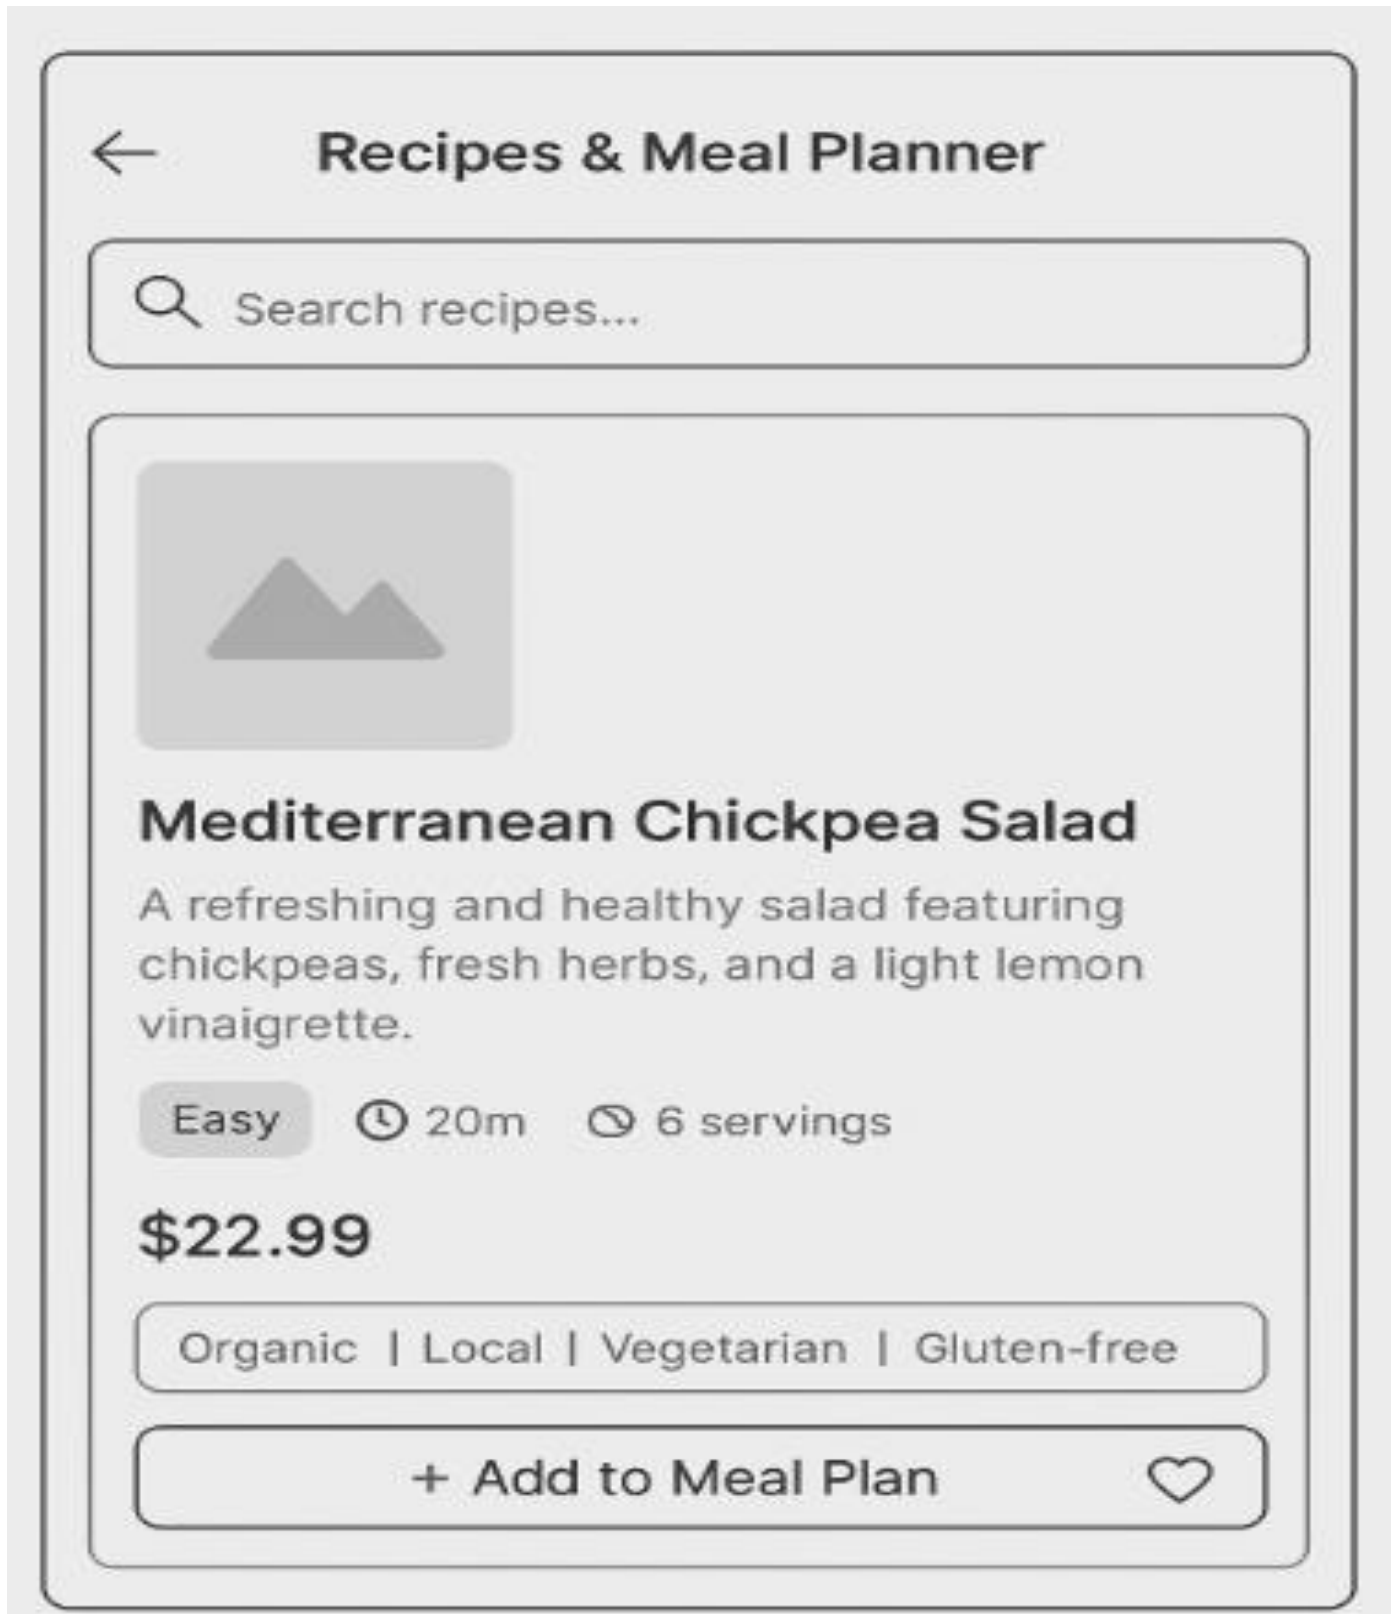 Recipes & Meal Planner
Search recipes...
Mediterranean Chickpea Salad
A refreshing and healthy salad featuring
chickpeas, fresh herbs, and a light lemon
vinaigrette.
Easy 20m 6 servings
$22.99
Organic | Local | Vegetarian | Gluten-free
+ Add to Meal Plan